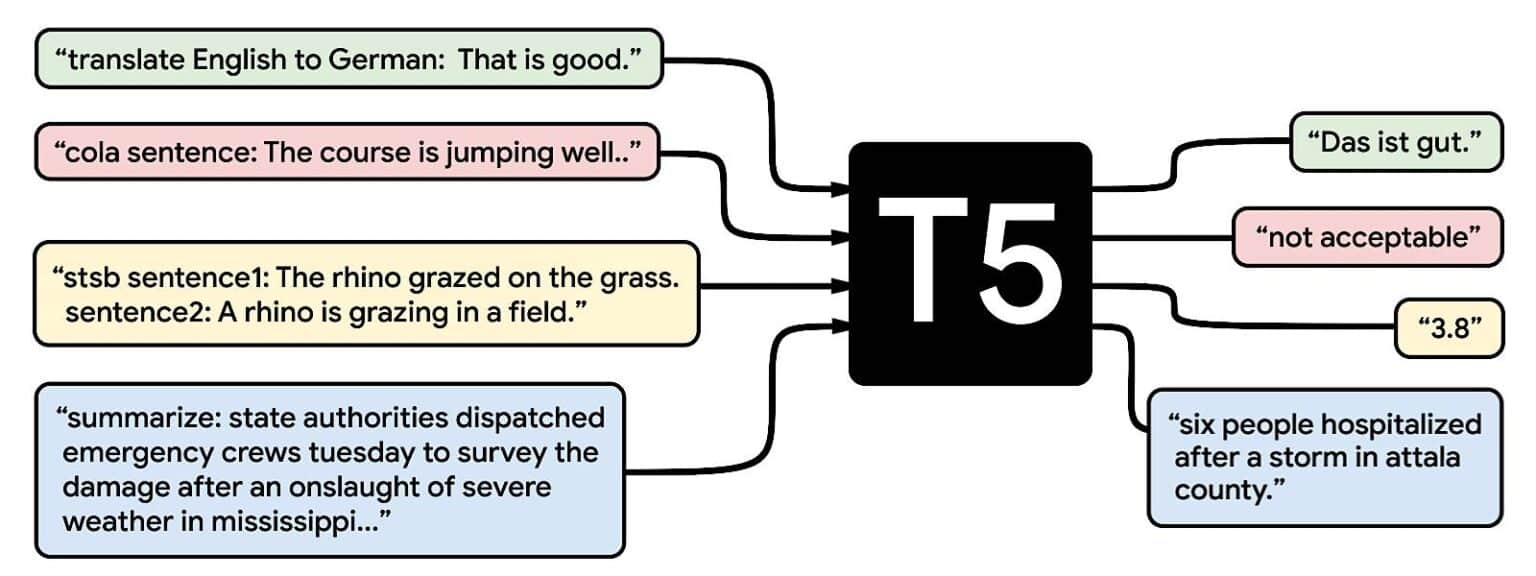 “translate English to German: That is good.”
“cola sentence: The course is jumping well..”
“stsb sentence1: The rhino grazed on the grass.
sentence2: A rhino is grazing in a field.”
“summarize: state authorities dispatched
emergency crews tuesday to survey the
damage after an onslaught of severe
weather in mississippi...”
T5
“Das ist gut.”
“not acceptable”
“3.8”
“six people hospitalized
after a storm in attala
county.”